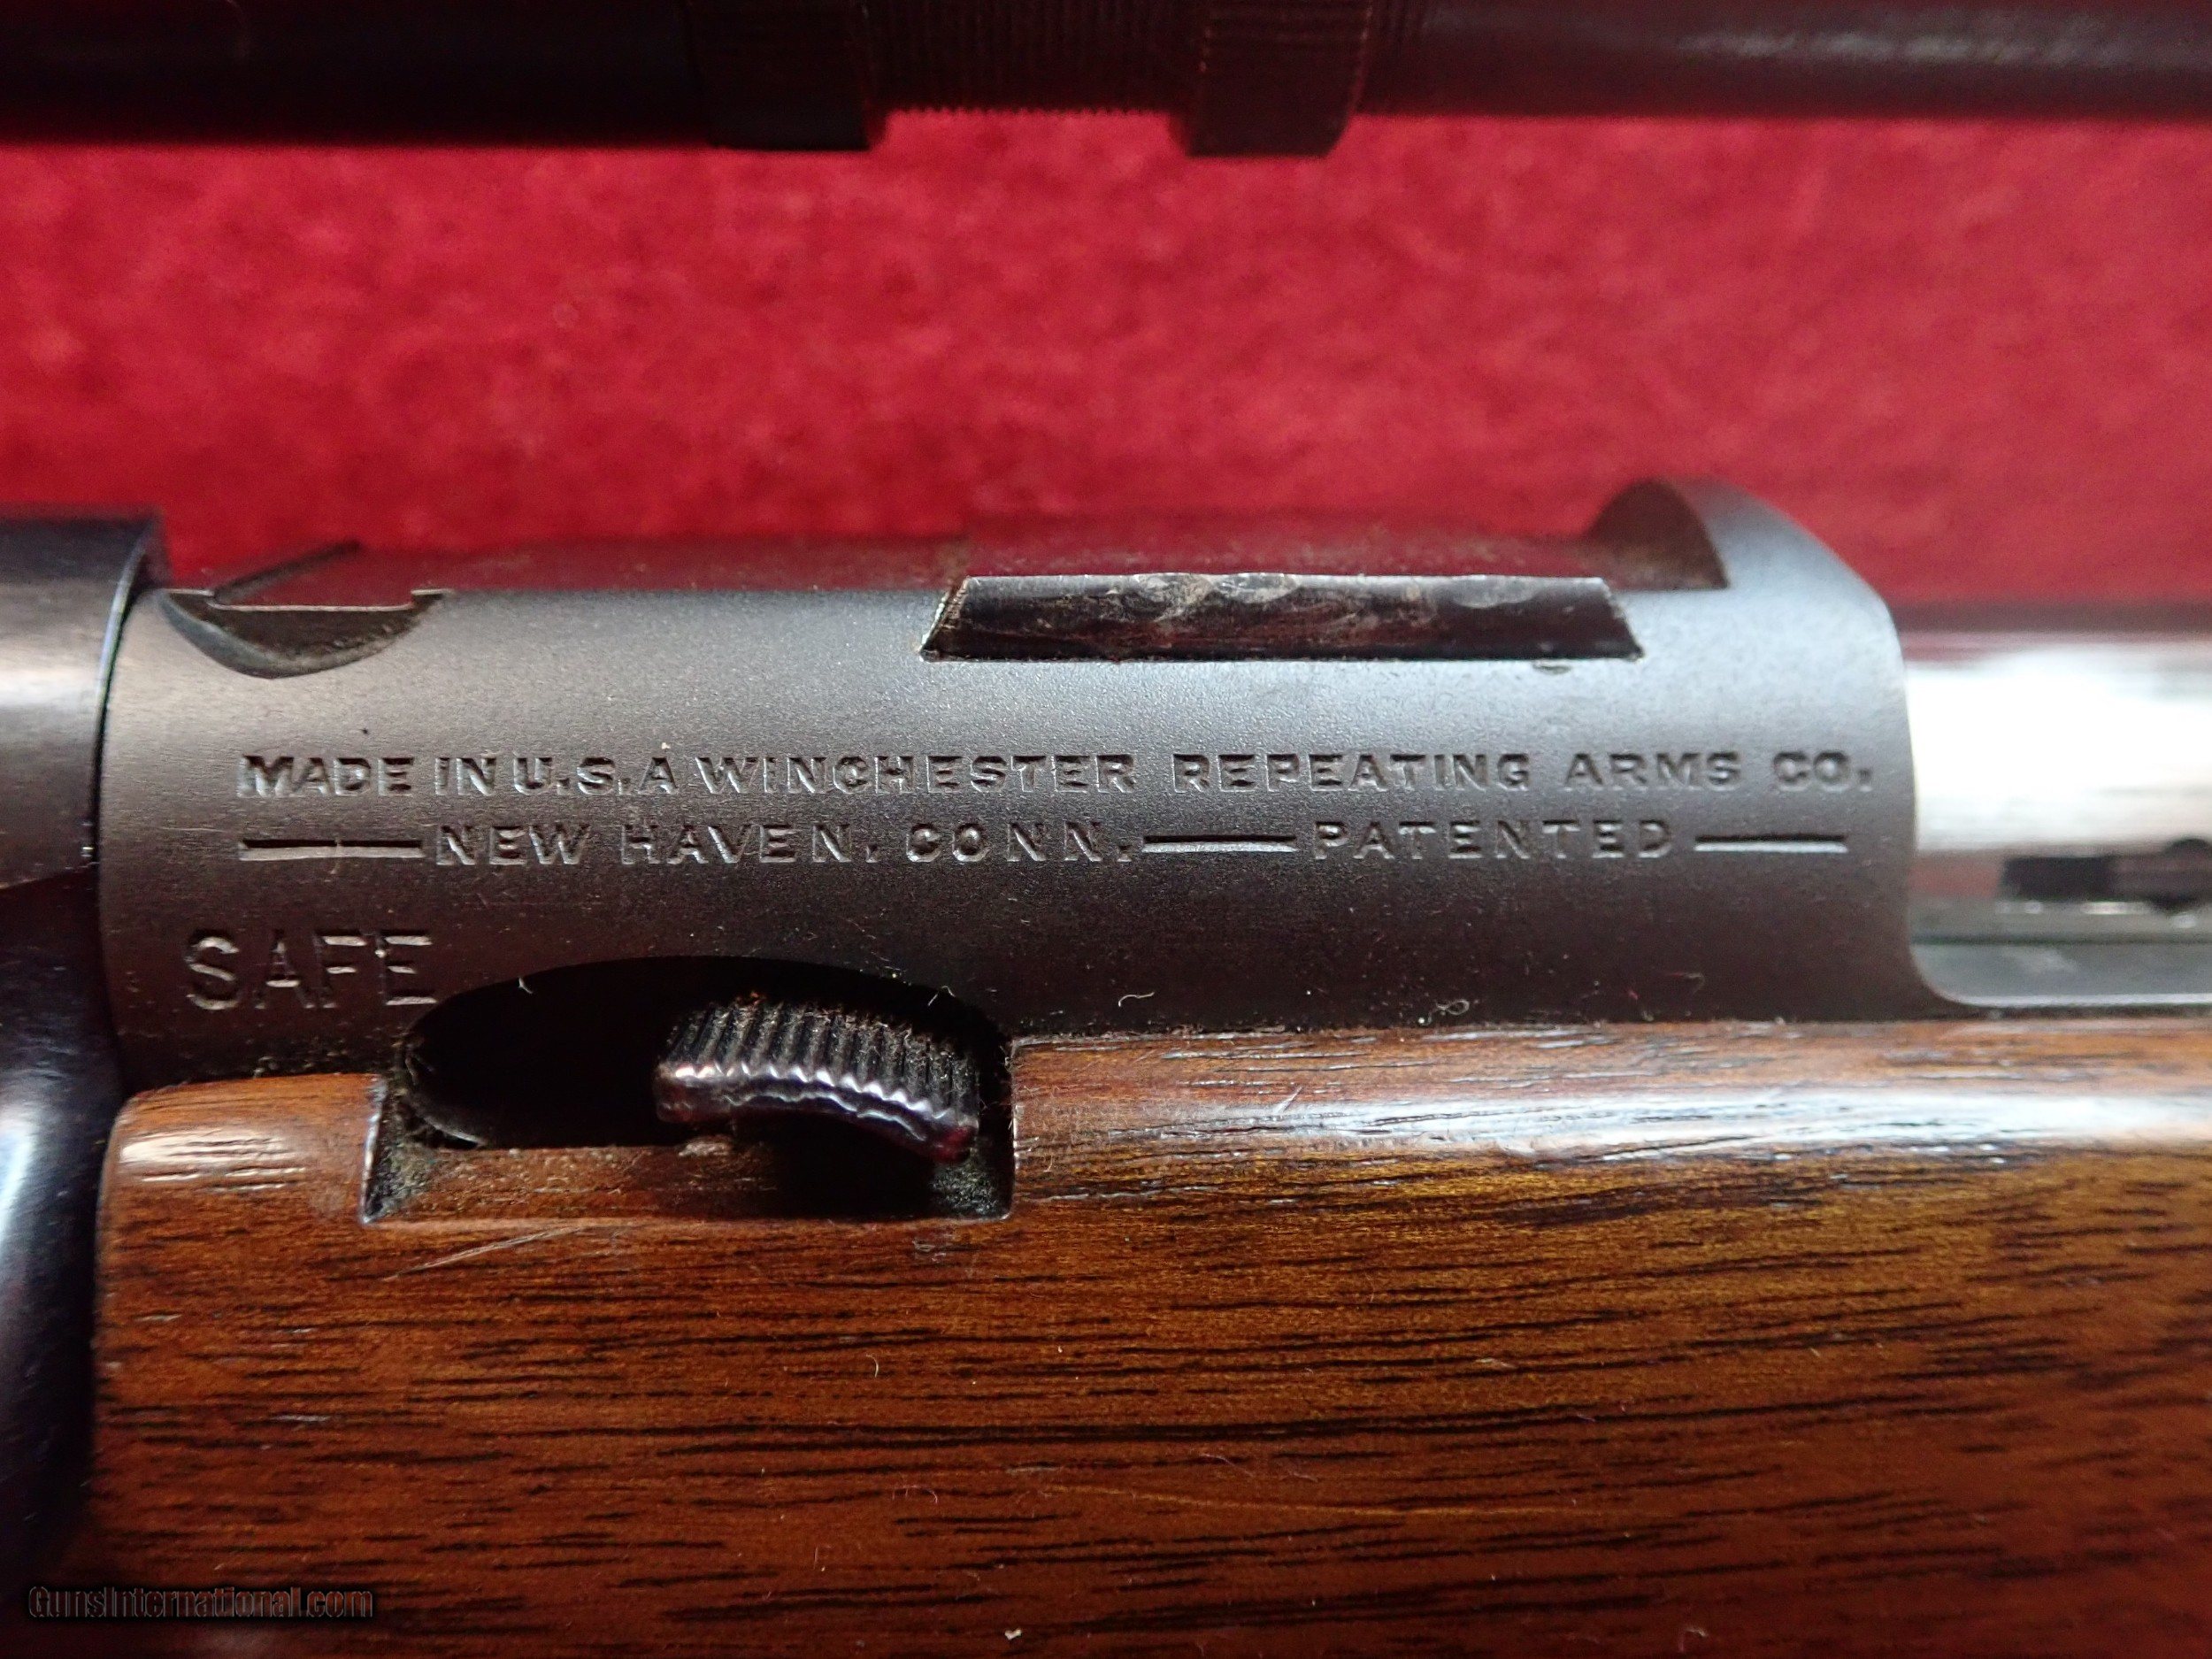 MADE IN U.S.A WINCHESTER REPEATING ARMS CO.
NEW HAVEN, CONN. PATENTED
SAFE
GunsInternational.com